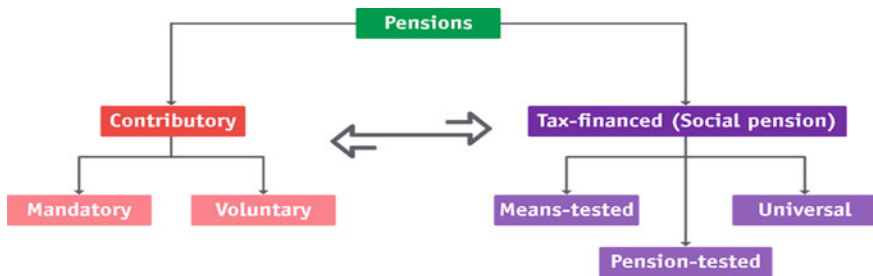 Pensions
Contributory
Tax-financed (Social pension)
Mandatory
Voluntary
Means-tested
Universal
Pension-tested